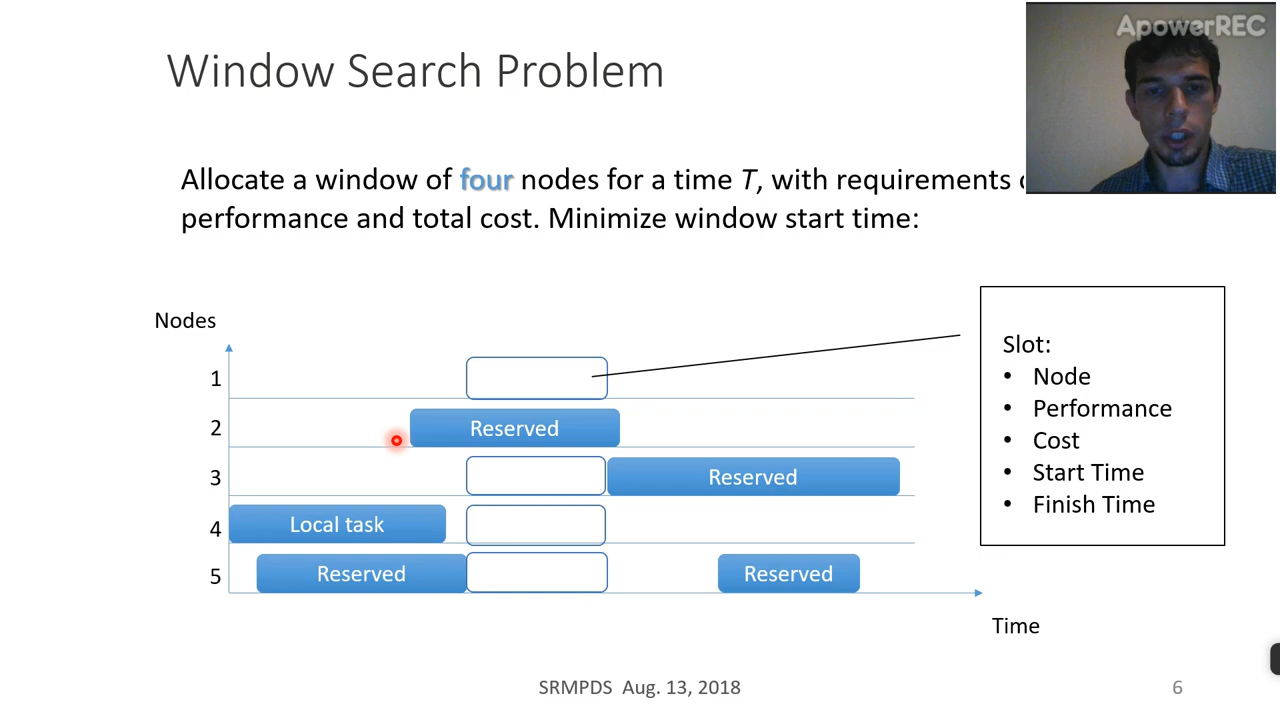 ApowerREC
Window Search Problem
Allocate a window of four nodes for a time T, with requirements
performance and total cost. Minimize window start time:
Nodes
1
2
3
4
5
Reserved
Reserved
Local task
Reserved
Reserved
Time
Slot:
• Node
• Performance
• Cost
• Start Time
• Finish Time
SRMPDS Aug. 13, 2018
6